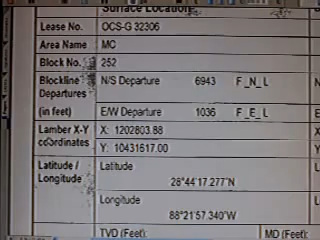 Surface Location
Lease No. OCS-G 32306
Area Name MC
Block No. 252
Blockline Departures N/S Departure 6943 F _N_ L
(in feet) E/W Departure 1036 F _E_ L
Lamber X-Y coordinates X: 1202803.88
Y: 10431617.00
Latitude / Longitude Latitude
28°44'17.277"N
Longitude
88°21'57.340"W
TVD (Feet): MD (Feet):